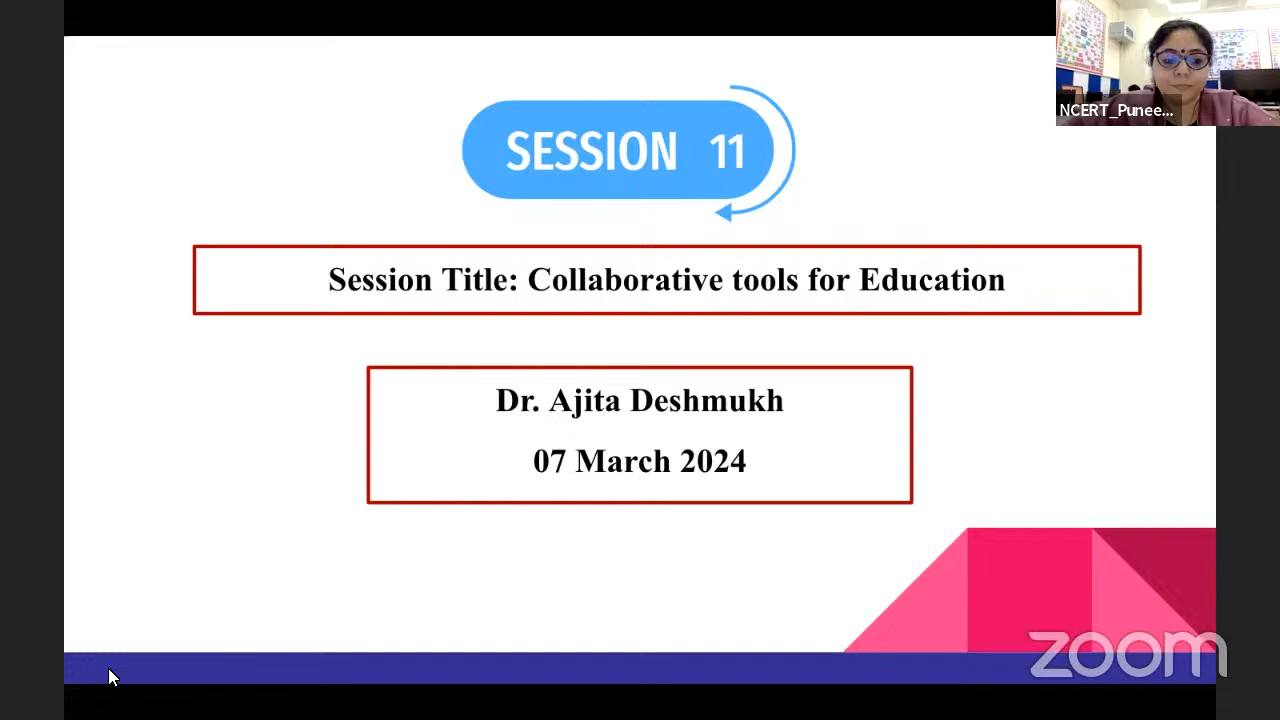 NCERT_Punee...
SESSION 11
Session Title: Collaborative tools for Education
Dr. Ajita Deshmukh
07 March 2024
zoom